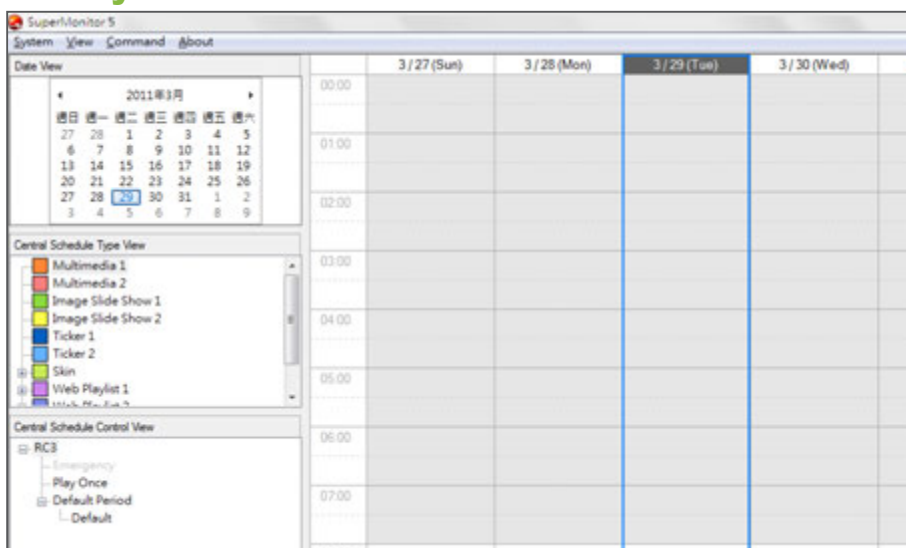 SuperMonitor 5
System View Command About
Date View
2011年3月
週日 週一 週二 週三 週四 週五 週六
27 28 1 2 3 4 5
6 7 8 9 10 11 12
13 14 15 16 17 18 19
20 21 22 23 24 25 26
27 28 29 30 31 1 2
3 4 5 6 7 8 9
Central Schedule Type View
Multimedia 1
Multimedia 2
Image Slide Show 1
Image Slide Show 2
Ticker 1
Ticker 2
Skin
Web Playlist 1
Web Playlist 2
Central Schedule Control View
RC3
Emergency
Play Once
Default Period
Default
3 / 27 (Sun) 3 / 28 (Mon) 3 / 29 (Tue) 3 / 30 (Wed)
00:00
01:00
02:00
03:00
04:00
05:00
06:00
07:00